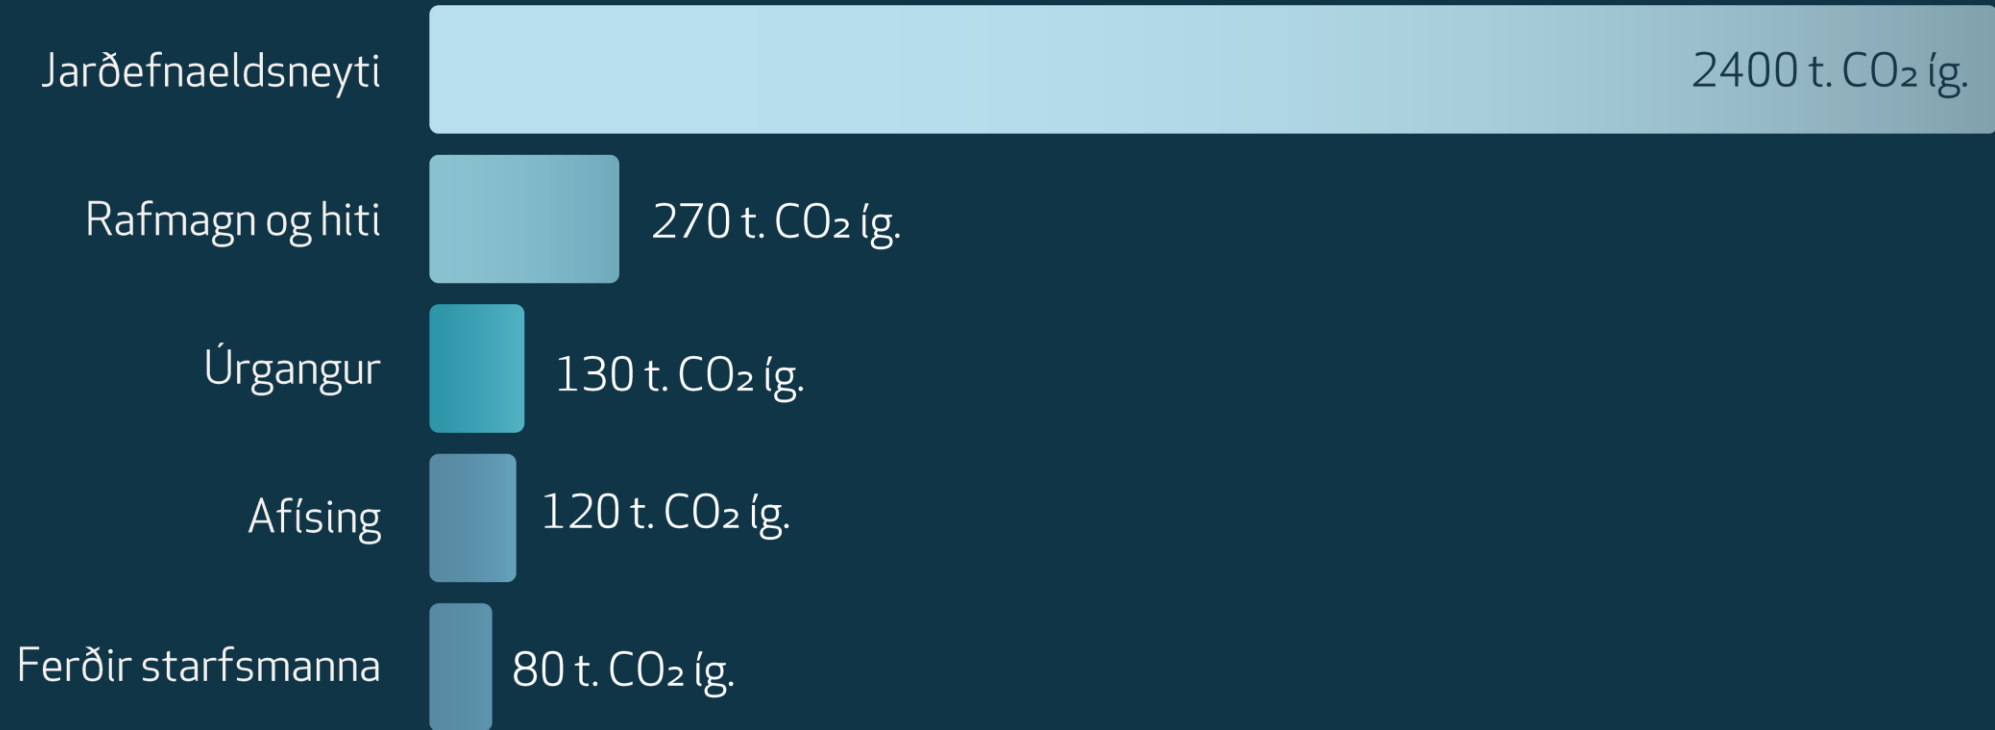 Jarðefnaeldsneyti 2400 t. CO₂ íg.
Rafmagn og hiti 270 t. CO₂ íg.
Úrgangur 130 t. CO₂ íg.
Afísing 120 t. CO₂ íg.
Ferðir starfsmanna 80 t. CO₂ íg.